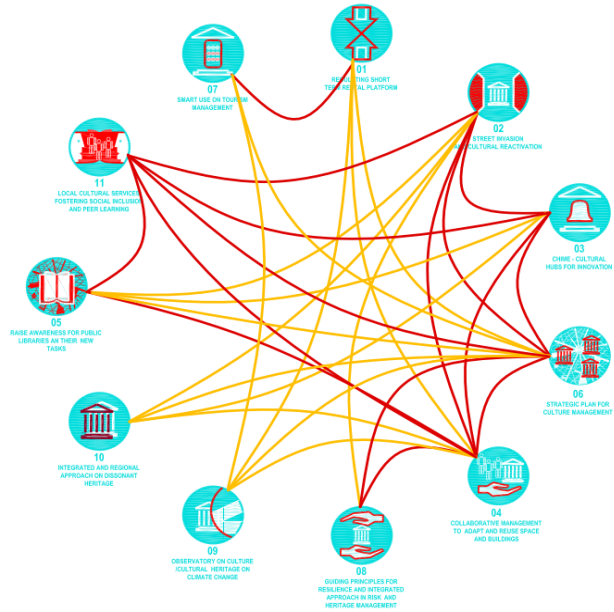 01
REGULATING SHORT
TERM RENTAL PLATFORM
07
SMART USE ON TOURISM
MANAGEMENT
02
STREET INVASION
CULTURAL REACTIVATION
11
LOCAL CULTURAL SERVICES
FOSTERING SOCIAL INCLUSION
AND PEER LEARNING
03
CHIME - CULTURAL
HUBS FOR INNOVATION
05
RAISE AWARENESS FOR PUBLIC
LIBRARIES AN THEIR NEW
TASKS
06
STRATEGIC PLAN FOR
CULTURE MANAGEMENT
10
INTEGRATED AND REGIONAL
APPROACH ON DISSONANT
HERITAGE
04
COLLABORATIVE MANAGEMENT
TO ADAPT AND REUSE SPACE
AND BUILDINGS
09
OBSERVATORY ON CULTURE
/CULTURAL HERITAGE ON
CLIMATE CHANGE
08
GUIDING PRINCIPLES FOR
RESILIENCE AND INTEGRATED
APPROACH IN RISK AND
HERITAGE MANAGEMENT